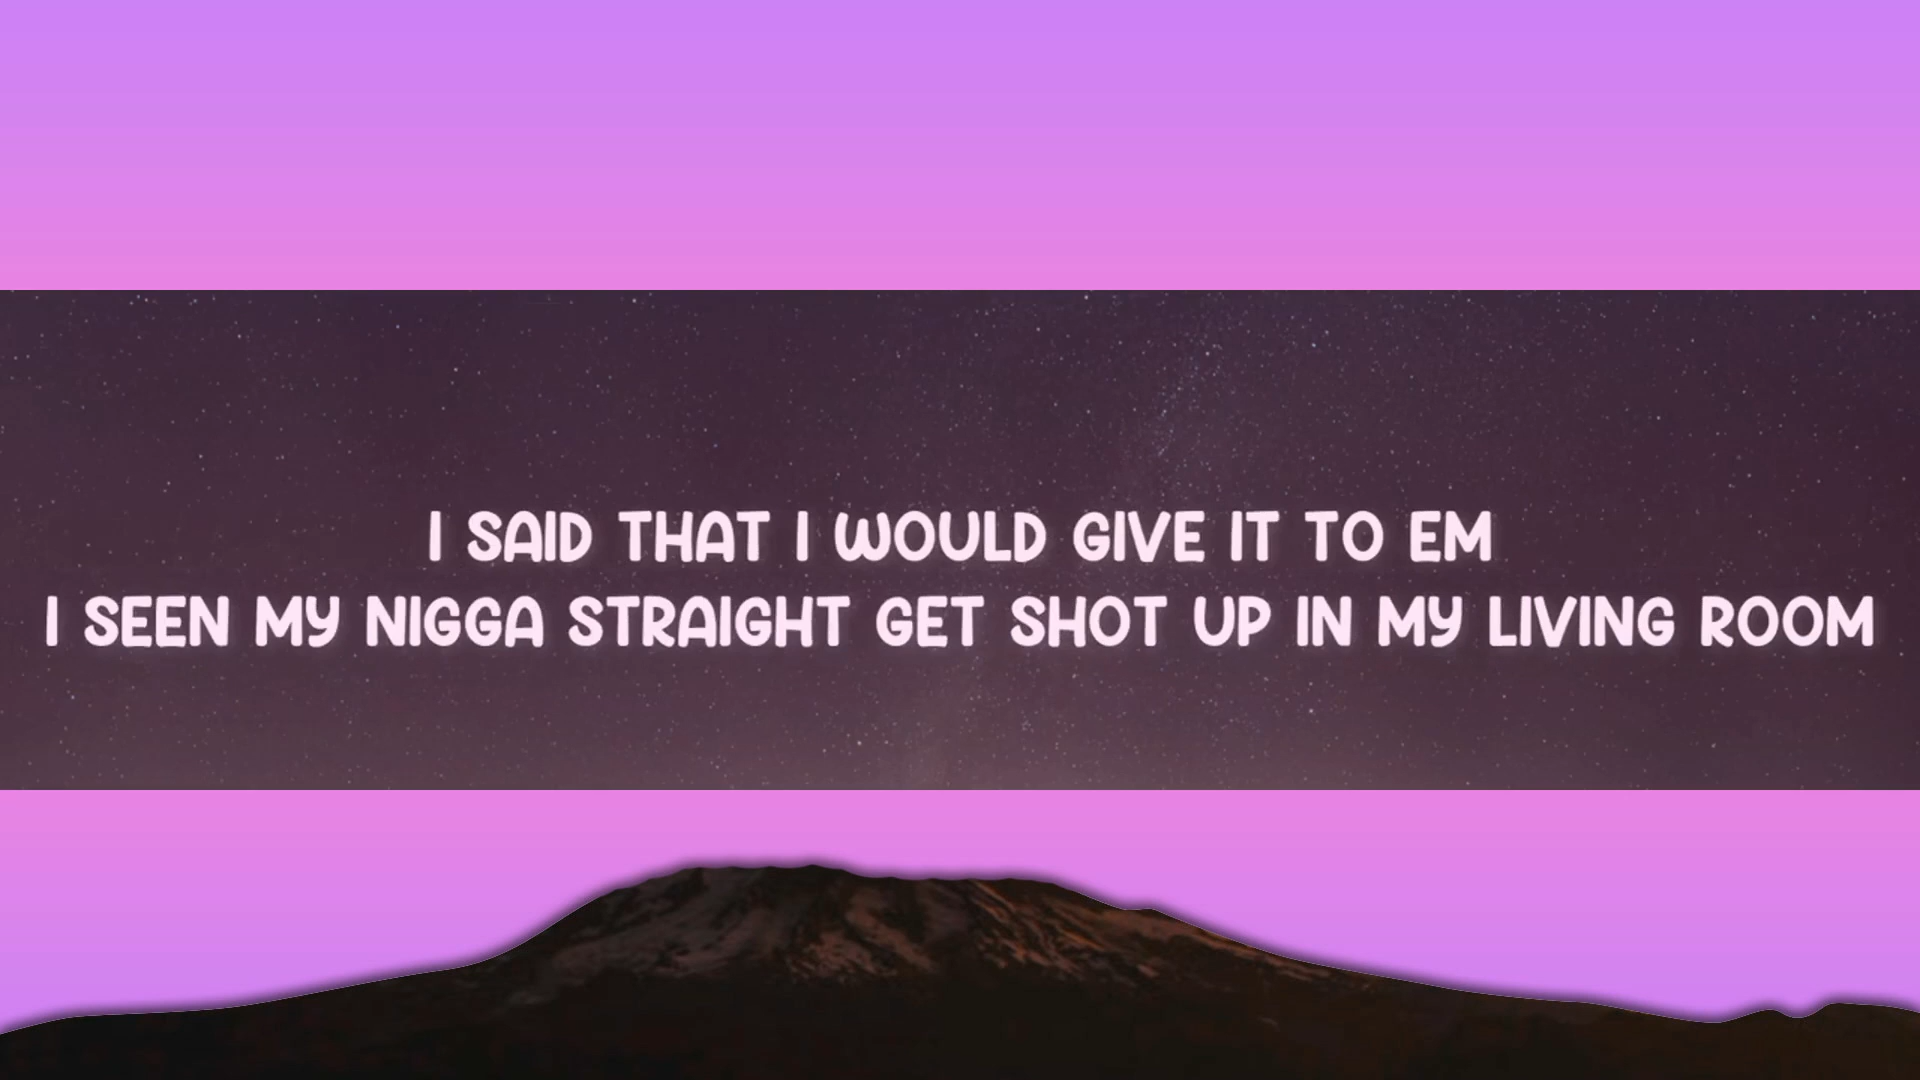 I SAID THAT I WOULD GIVE IT TO EM
I SEEN MY NIGGA STRAIGHT GET SHOT UP IN MY LIVING ROOM